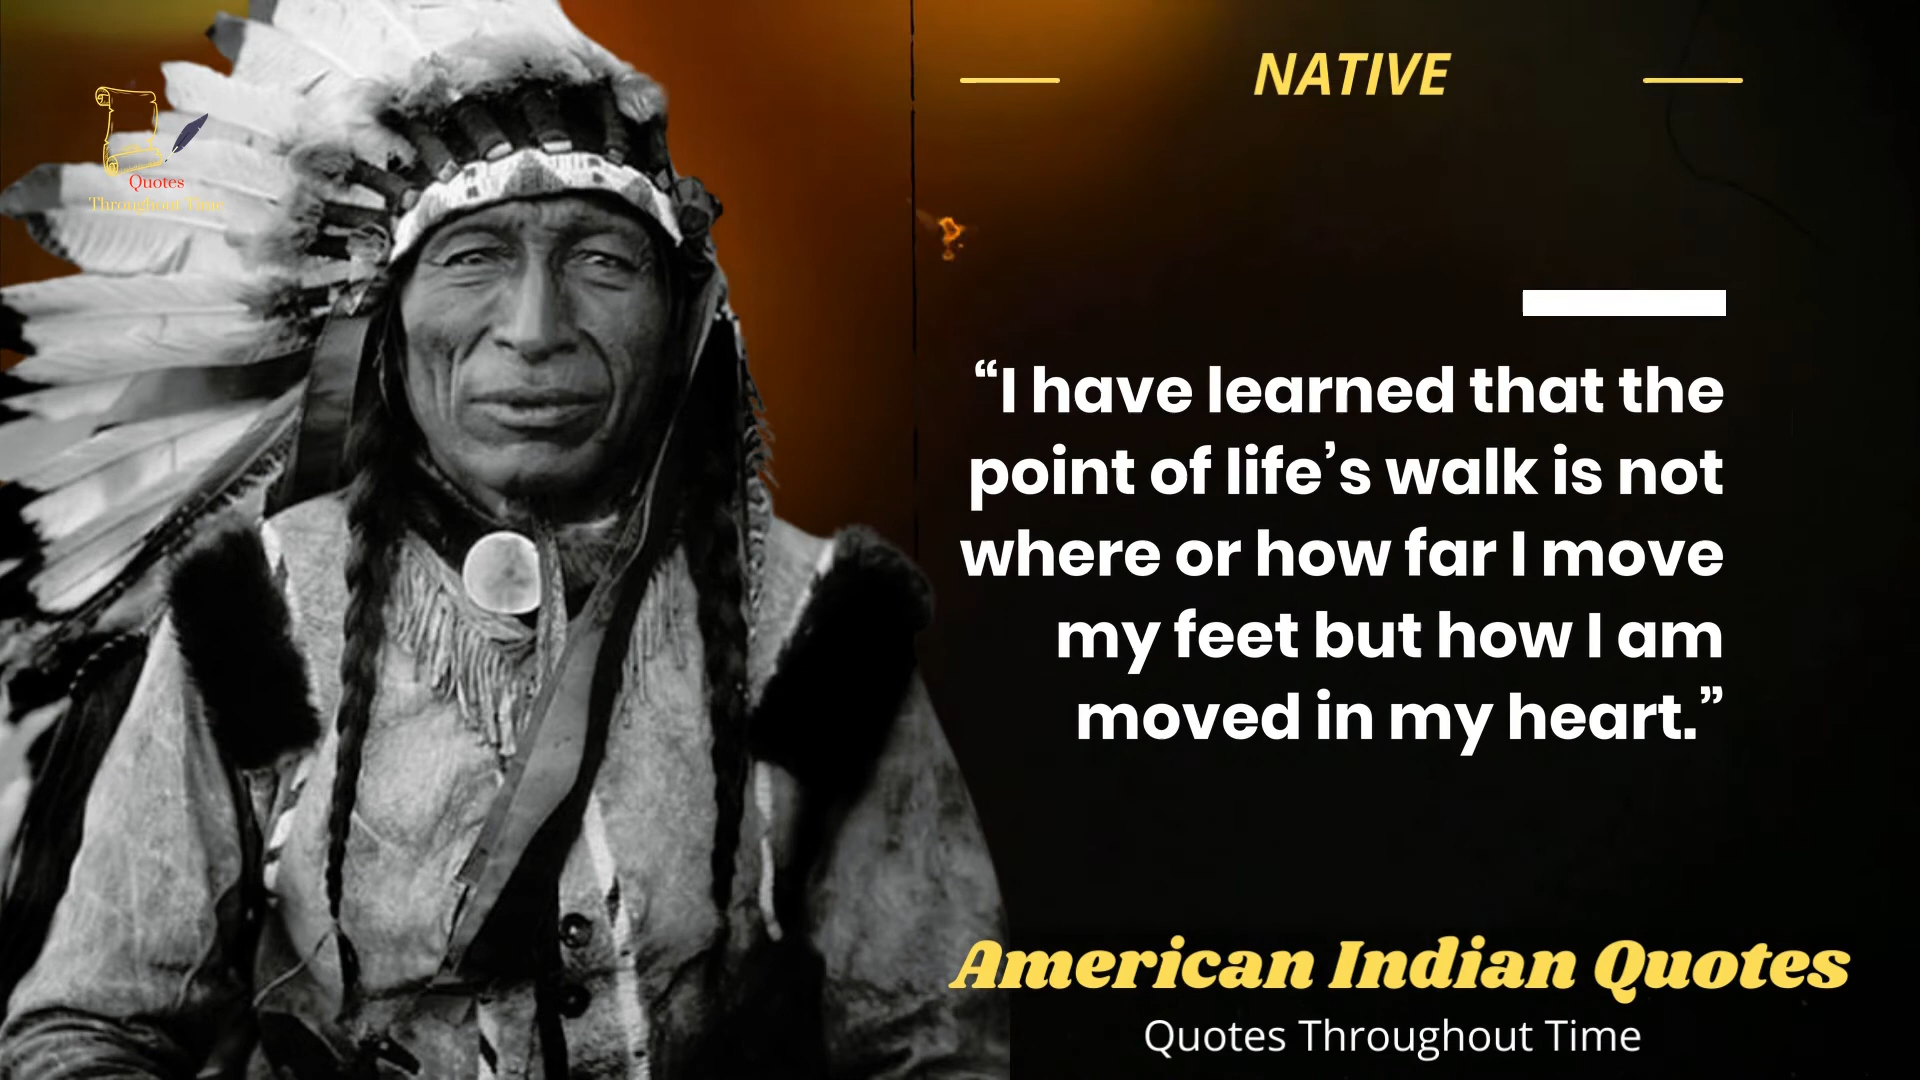 Quotes
Throughout Time
NATIVE
“I have learned that the
point of life’s walk is not
where or how far I move
my feet but how I am
moved in my heart.”
American Indian Quotes
Quotes Throughout Time